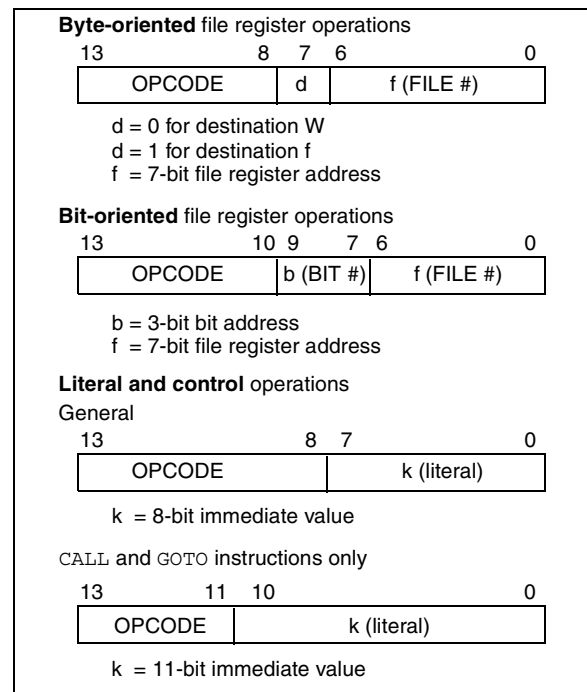 Byte-oriented file register operations
13 8 7 6 0
OPCODE d f (FILE #)
d = 0 for destination W
d = 1 for destination f
f = 7-bit file register address
Bit-oriented file register operations
13 10 9 7 6 0
OPCODE b (BIT #) f (FILE #)
b = 3-bit bit address
f = 7-bit file register address
Literal and control operations
General
13 8 7 0
OPCODE k (literal)
k = 8-bit immediate value
CALL and GOTO instructions only
13 11 10 0
OPCODE k (literal)
k = 11-bit immediate value